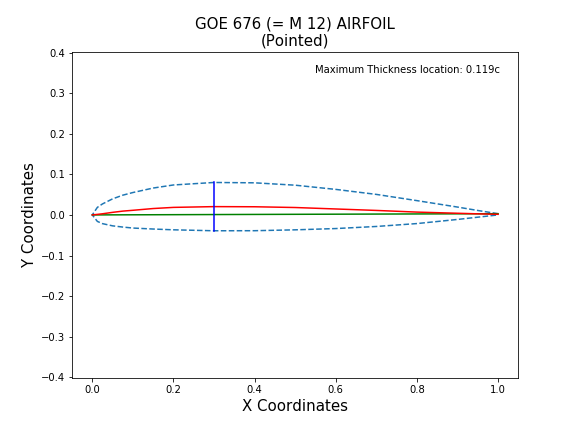 GOE 676 (= M 12) AIRFOIL
(Pointed)
Maximum Thickness location: 0.119c
Y Coordinates
0.4
0.3
0.2
0.1
0.0
−0.1
−0.2
−0.3
−0.4
0.0 0.2 0.4 0.6 0.8 1.0
X Coordinates